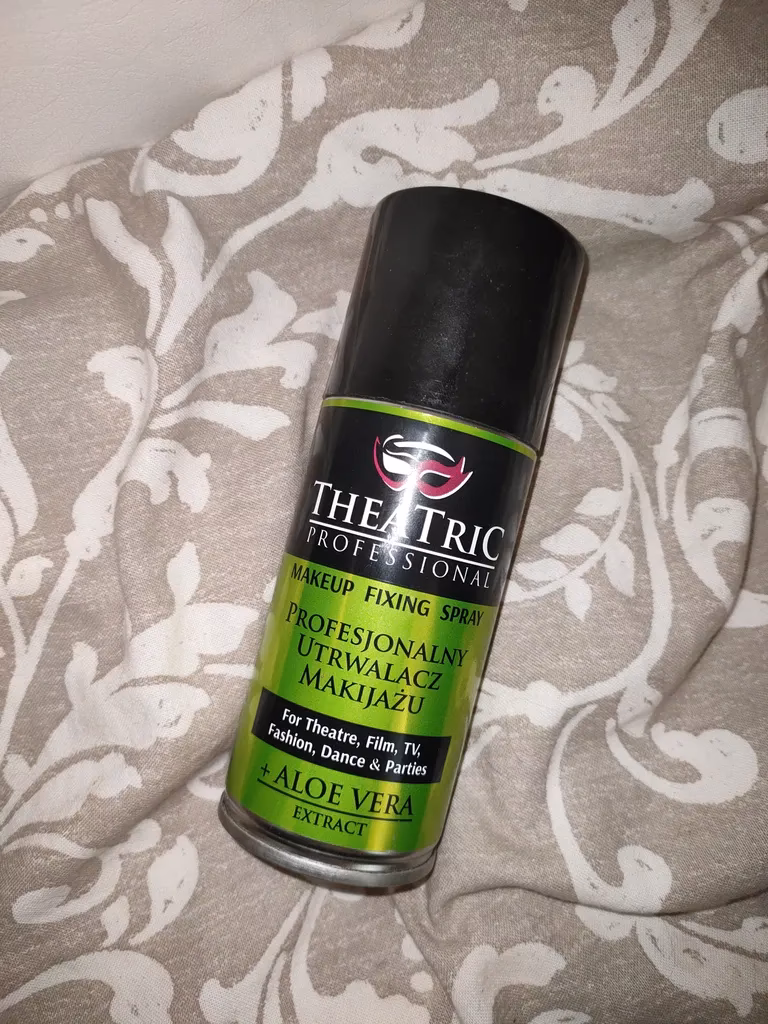 THEATRIC
PROFESSIONAL
MAKEUP FIXING SPRAY
PROFESJONALNY
UTRWALACZ
MAKIJAŻU
For Theatre, Film, TV,
Fashion, Dance & Parties
+ ALOE VERA
EXTRACT